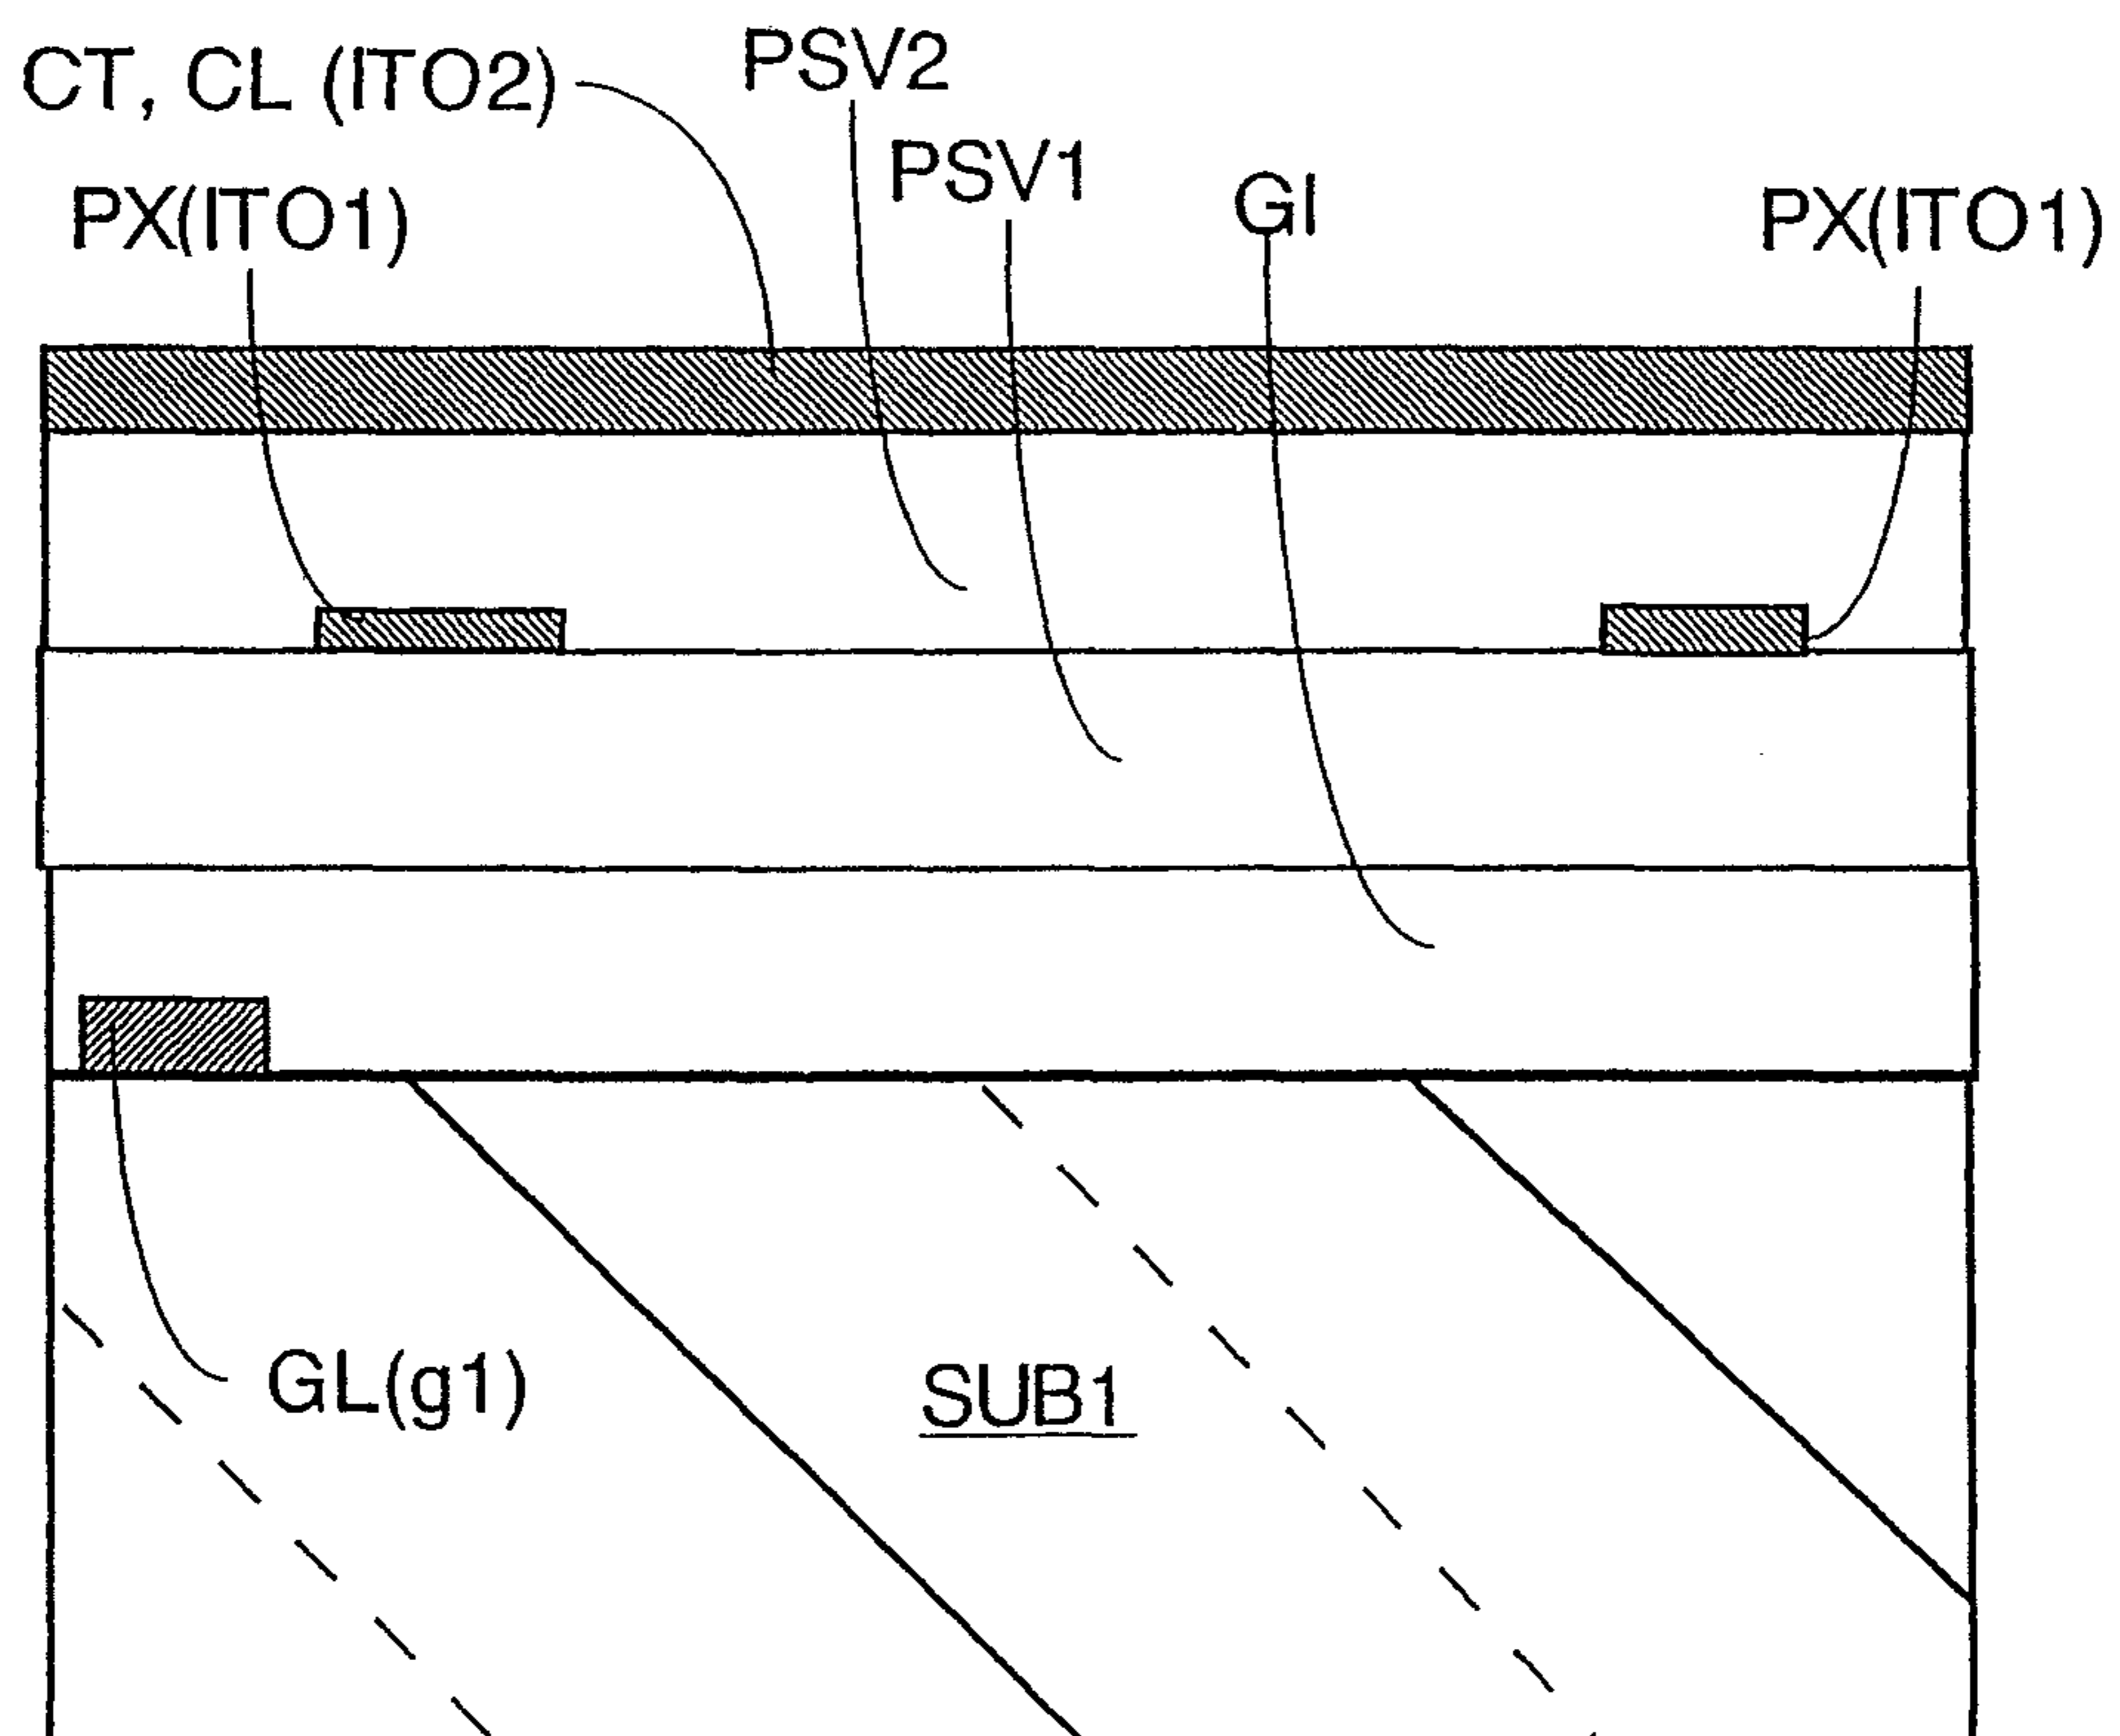 CT, CL (ITO2)
PSV2
PSV1
PX(ITO1)
GI
PX(ITO1)
GL(g1)
SUB1